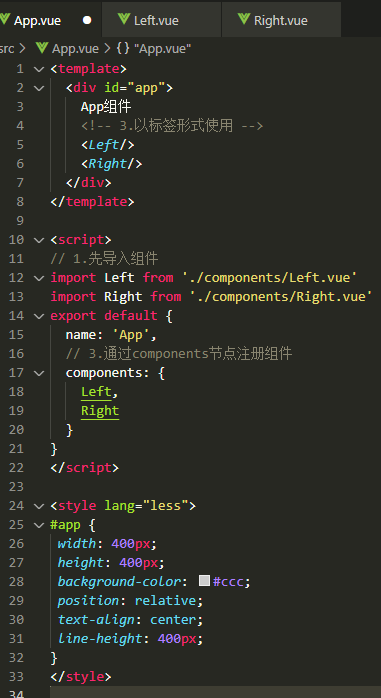 App.vue Left.vue Right.vue
src > App.vue > {} "App.vue"
1 <template>
2 <div id="app">
3 App组件
4 <!-- 3.以标签形式使用 -->
5 <Left/>
6 <Right/>
7 </div>
8 </template>
9
10 <script>
11 // 1.先导入组件
12 import Left from './components/Left.vue'
13 import Right from './components/Right.vue'
14 export default {
15 name: 'App',
16 // 3.通过components节点注册组件
17 components: {
18 Left,
19 Right
20 }
21 }
22 </script>
23
24 <style lang="less">
25 #app {
26 width: 400px;
27 height: 400px;
28 background-color: #ccc;
29 position: relative;
30 text-align: center;
31 line-height: 400px;
32 }
33 </style>
34